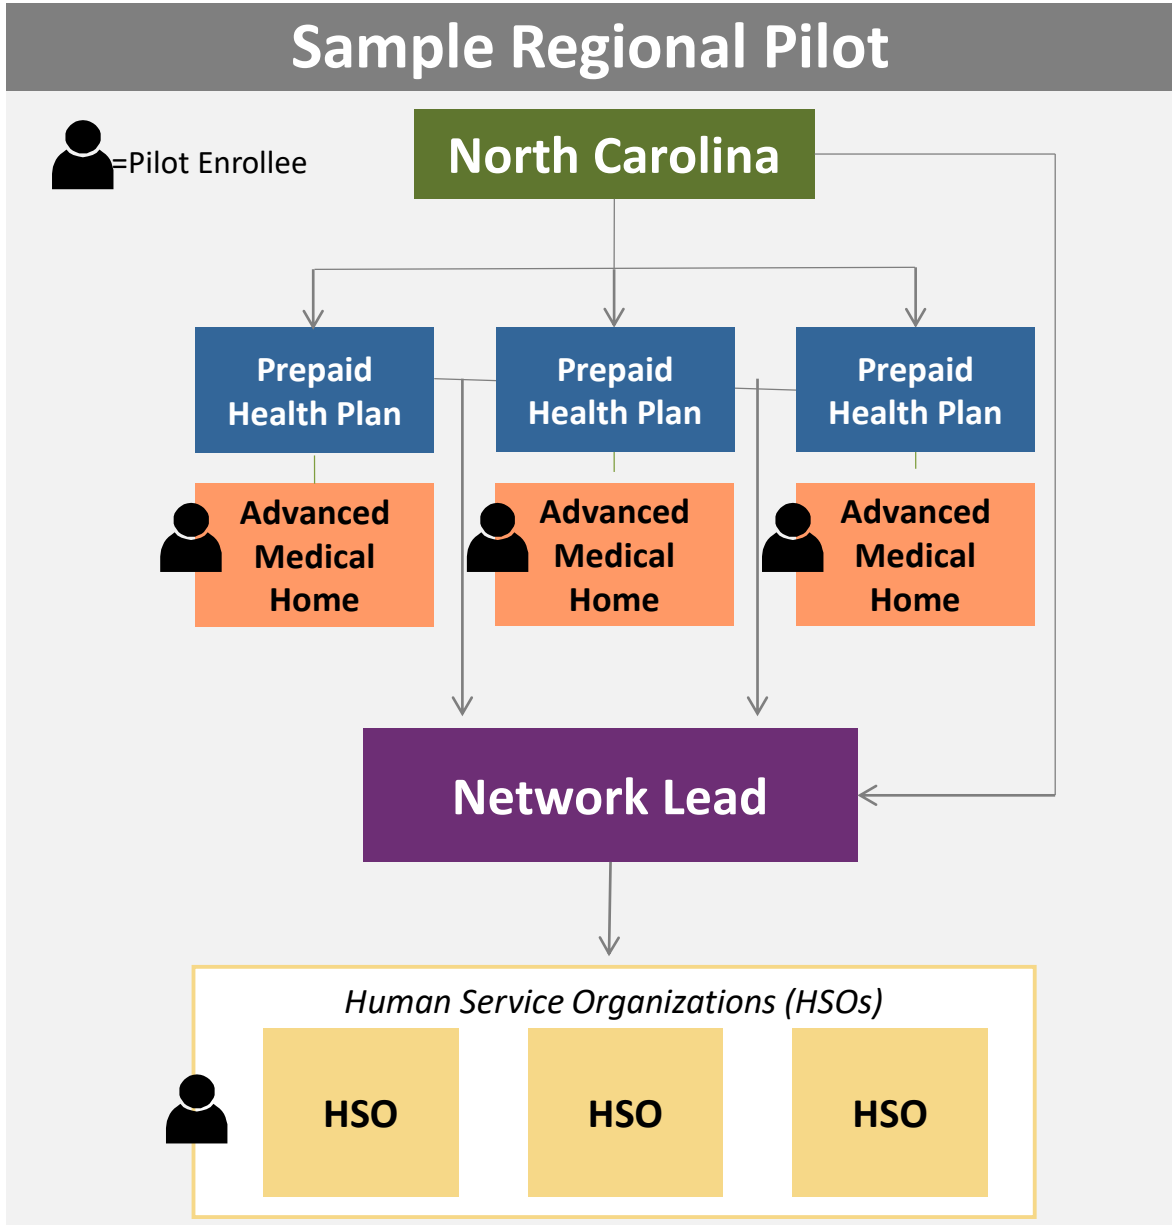 Sample Regional Pilot
=Pilot Enrollee
North Carolina
Prepaid
Health Plan
Prepaid
Health Plan
Prepaid
Health Plan
Advanced
Medical
Home
Advanced
Medical
Home
Advanced
Medical
Home
Network Lead
Human Service Organizations (HSOs)
HSO
HSO
HSO